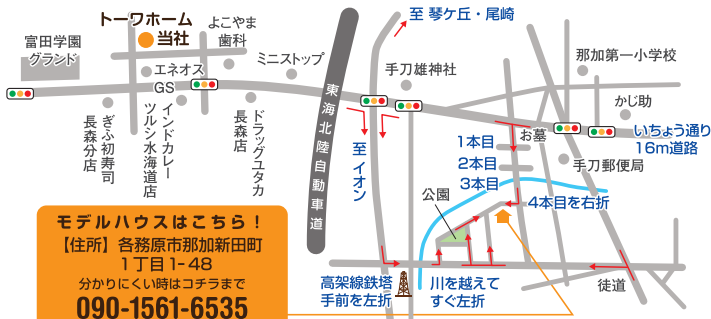 トーワホーム
当社
よこやま
歯科
至 琴ケ丘・尾崎
富田学園
グランド
ミニストップ
手刀雄神社
那加第一小学校
エネオス
GS
かじ助
ぎふ初寿司
長森分店
インドカレー
ツルシ水海道店
ドラッグユタカ
長森店
東海北陸自動車道
至 イオン
お墓
いちょう通り
16m道路
1本目
2本目
3本目
手刀郵便局
公園
4本目を右折
モデルハウスはこちら!
【住所】各務原市那加新田町
1丁目1-48
分かりにくい時はコチラまで
090-1561-6535
高架線鉄塔
手前を左折
川を越えて
すぐ左折
徒道